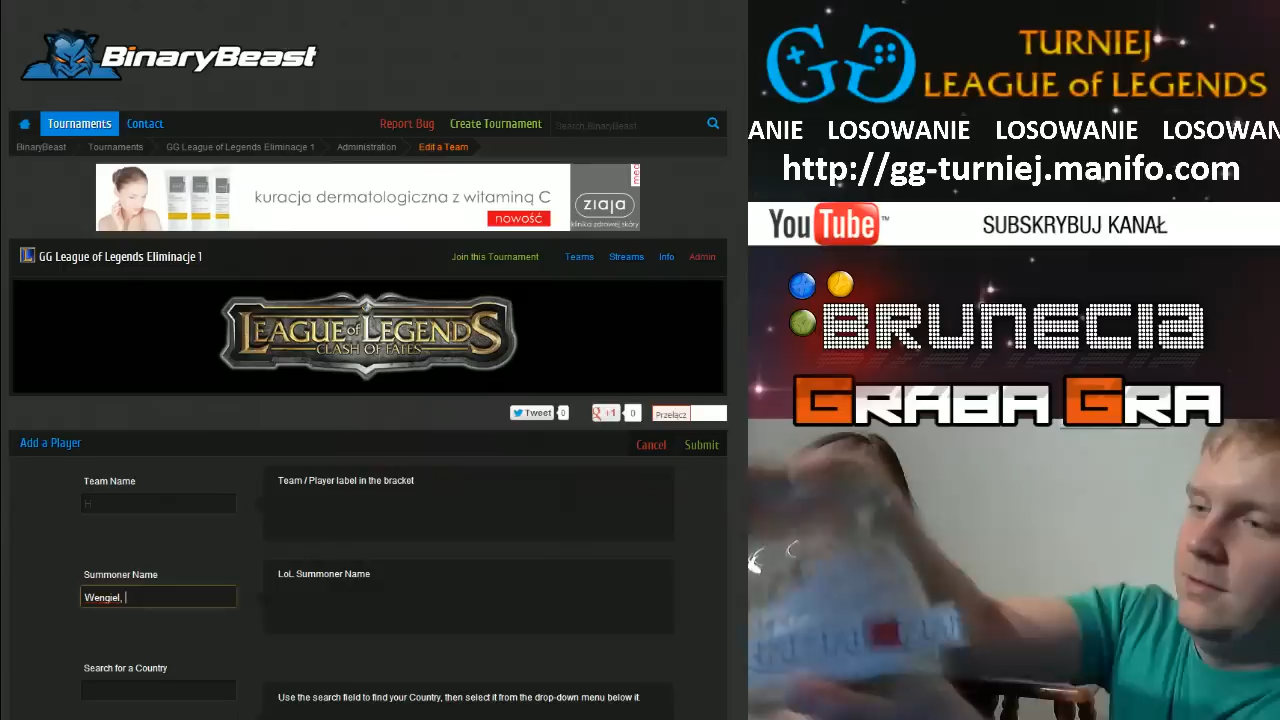 BinaryBeast
Tournaments Contact Report Bug Create Tournament Search BinaryBeast
BinaryBeast Tournaments GG League of Legends Eliminacje 1 Administration Edit a Team
kuracja dermatologiczna z witaminą C
nowość
ziaja
med
GG League of Legends Eliminacje 1 Join this Tournament Teams Streams Info Admin
LEAGUE of LEGENDS
CLASH OF FATES
Tweet 0 g +1 0 Przełącz
Add a Player Cancel Submit
Team Name Team / Player label in the bracket
H
Summoner Name LoL Summoner Name
Wengiel,
Search for a Country
Use the search field to find your Country, then select it from the drop-down menu below it.
GG
TURNIEJ
LEAGUE of LEGENDS
ANIE LOSOWANIE LOSOWANIE LOSOWAN
http://gg-turniej.manifo.com
YouTube SUBSKRYBUJ KANAŁ
BRUNECIA
GRABA GRA